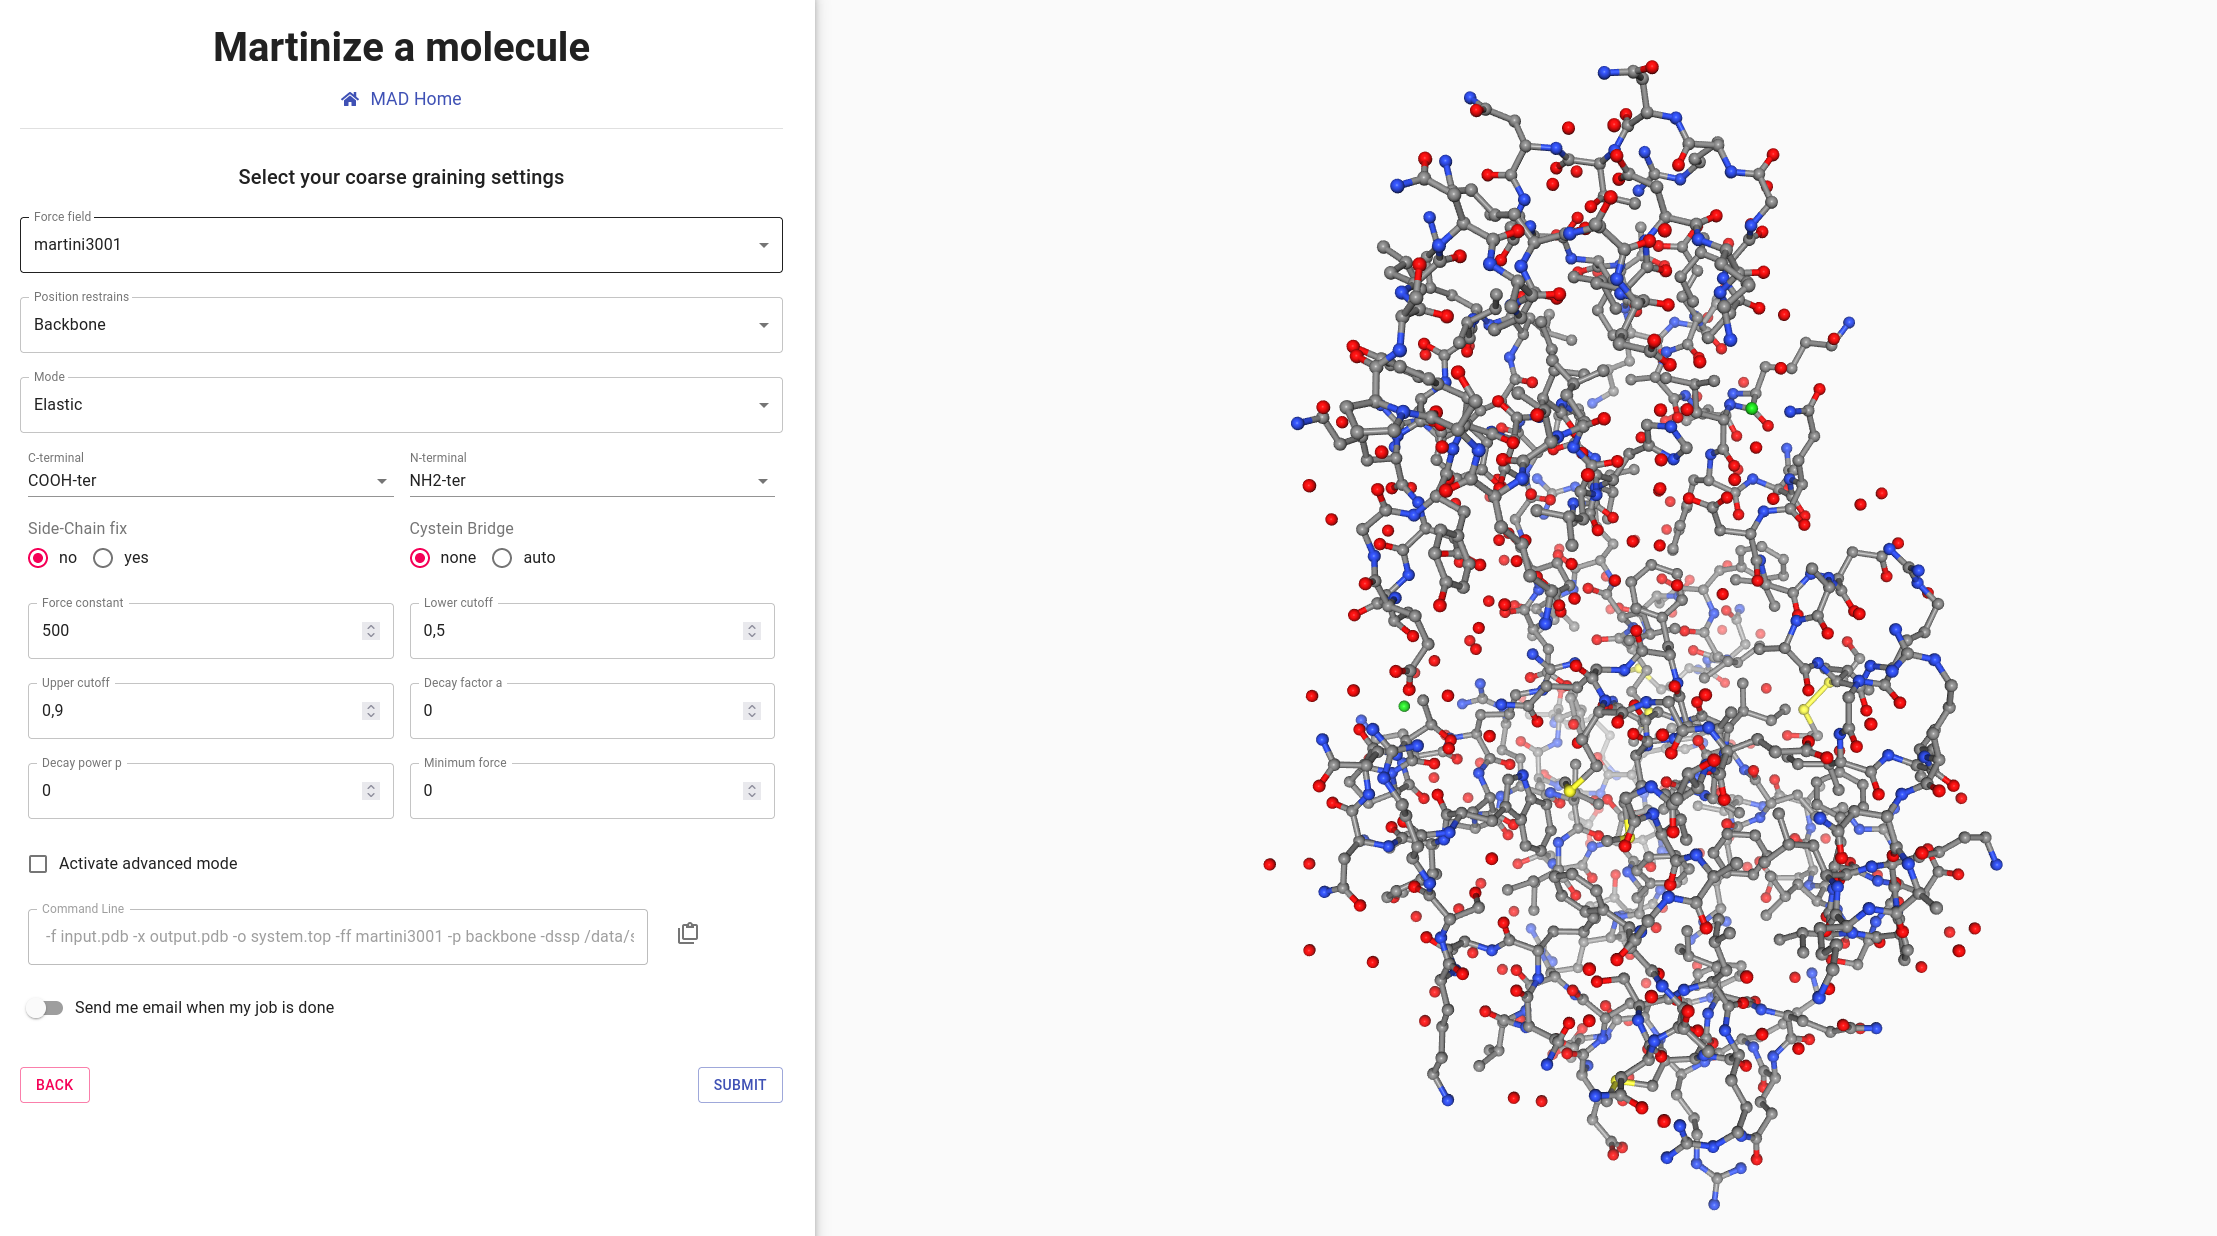 Martinize a molecule
MAD Home
Select your coarse graining settings
Force field
martini3001
Position restrains
Backbone
Mode
Elastic
C-terminal N-terminal
COOH-ter NH2-ter
Side-Chain fix Cystein Bridge
no yes none auto
Force constant Lower cutoff
500 0,5
Upper cutoff Decay factor a
0,9 0
Decay power p Minimum force
0 0
Activate advanced mode
Command Line
-f input.pdb -x output.pdb -o system.top -ff martini3001 -p backbone -dssp /data/s
Send me email when my job is done
BACK SUBMIT